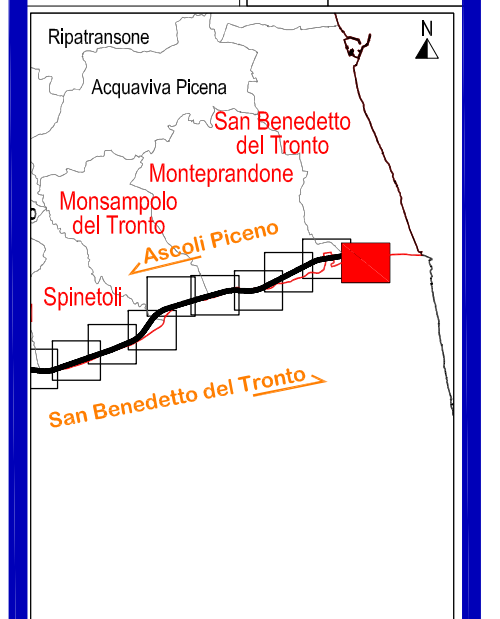 N
Ripatransone
Acquaviva Picena
San Benedetto
del Tronto
Monteprandone
Monsampolo
del Tronto
Ascoli Piceno
Spinetoli
San Benedetto del Tronto